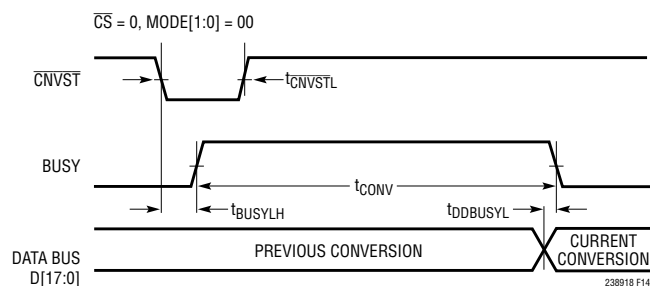 CS = 0, MODE[1:0] = 00
CNVST
tCNVSTL
BUSY
tCONV
tBUSYLH
tDDBUSYL
DATA BUS
D[17:0]
PREVIOUS CONVERSION
CURRENT
CONVERSION
238918 F14